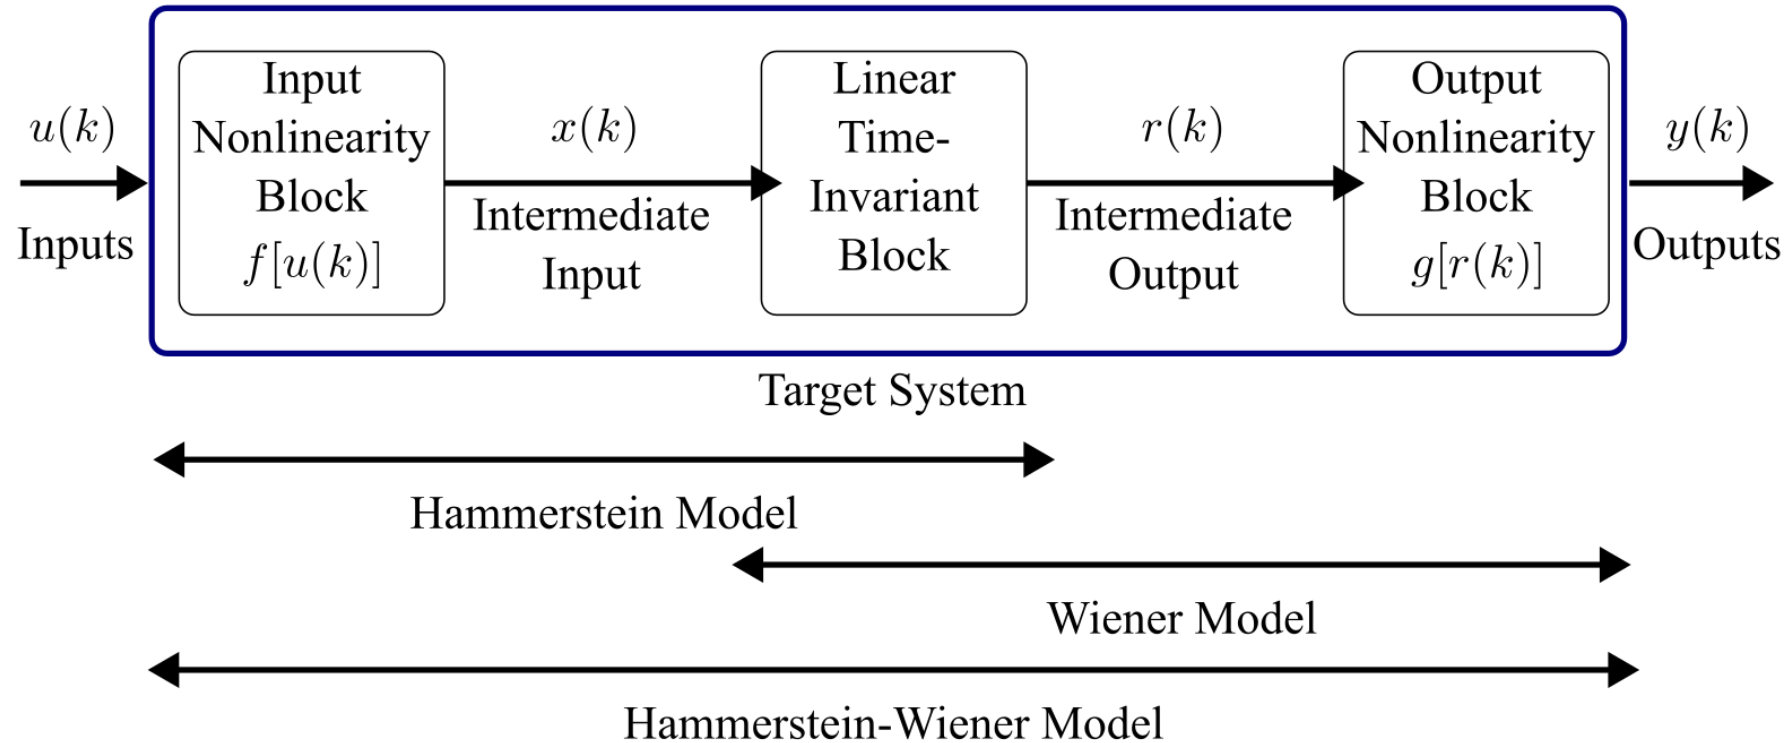 u(k)
Inputs
Input
Nonlinearity
Block
f[u(k)]
x(k)
Intermediate
Input
Linear
Time-
Invariant
Block
r(k)
Intermediate
Output
Output
Nonlinearity
Block
g[r(k)]
y(k)
Outputs
Target System
Hammerstein Model
Wiener Model
Hammerstein-Wiener Model